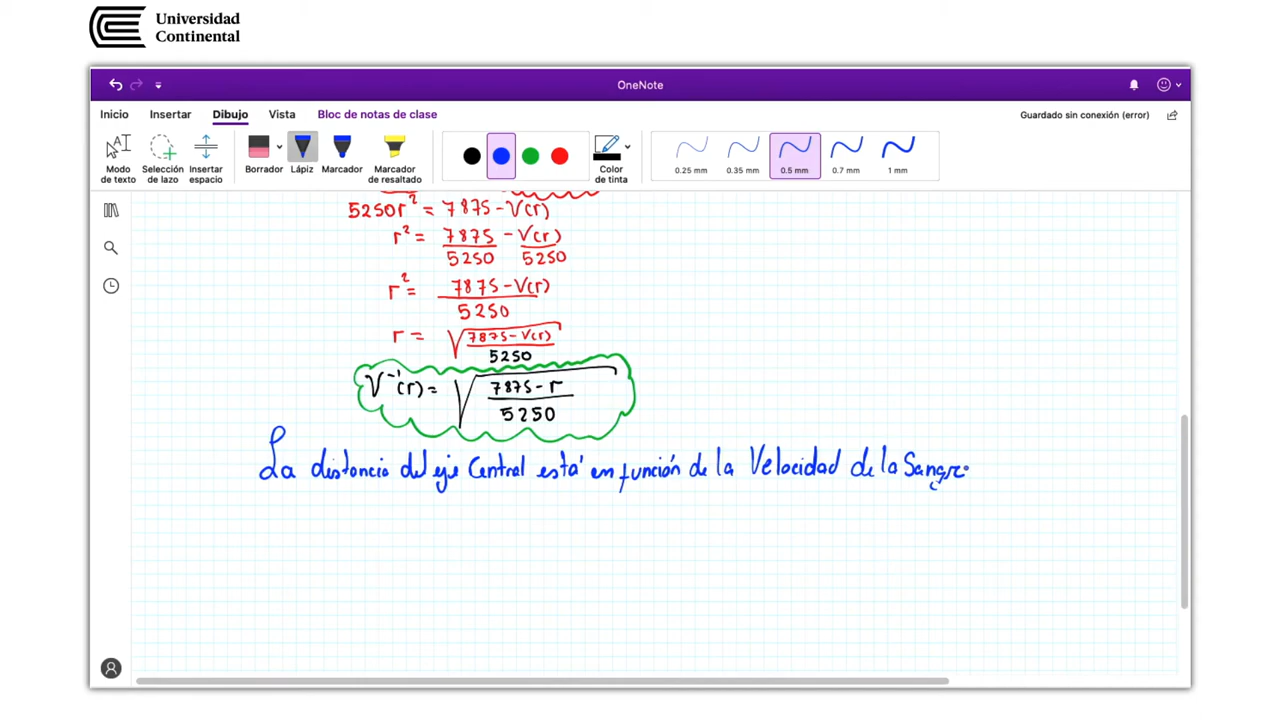 Universidad
Continental
OneNote
Inicio Insertar Dibujo Vista Bloc de notas de clase
Guardado sin conexión (error)
Modo de texto
Selección de lazo
Insertar espacio
Borrador
Lápiz
Marcador
Marcador de resaltado
Color de tinta
0.25 mm
0.35 mm
0.5 mm
0.7 mm
1 mm
5250r² = 7875 - V(r)
r² = 7875/5250 - V(r)/5250
r² = (7875 - V(r))/5250
r = √((7875 - V(r))/5250)
V⁻¹(r) = √((7875 - r)/5250)
La distancia del eje Central está en función de la Velocidad de la Sangre